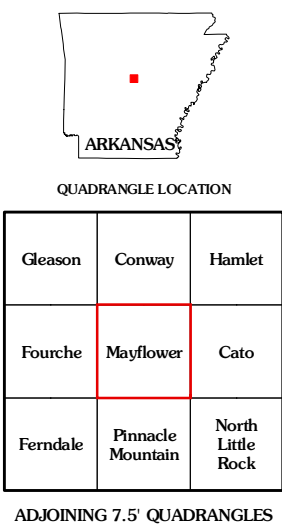 ARKANSAS
QUADRANGLE LOCATION
Gleason
Conway
Hamlet
Fourche
Mayflower
Cato
Ferndale
Pinnacle
Mountain
North
Little
Rock
ADJOINING 7.5' QUADRANGLES